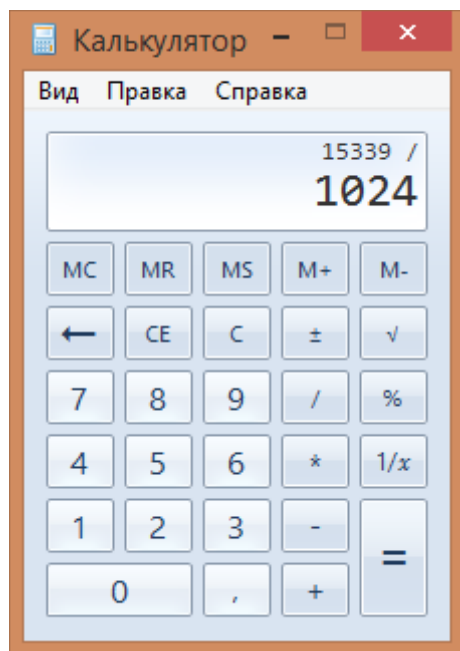 Калькулятор
Вид Правка Справка
15339 /
1024
MC MR MS M+ M-
← CE C ± √
7 8 9 / %
4 5 6 * 1/x
1 2 3 - =
0 , +